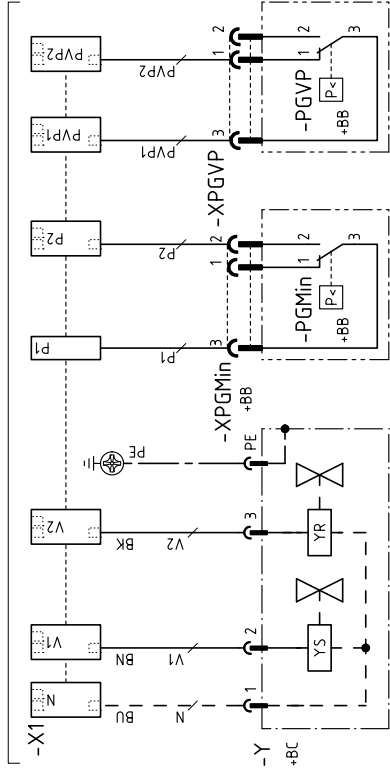 PVP2
PVP2
2
1
2
1
3
-PGVP
P<
+BB
PVP1
PVP1
3
-XPGVP
P2
P2
2
1
2
1
3
-PGMin
P<
+BB
P1
P1
3
-XPGMin
+BB
PE
PE
V2
BK
V2
3
YR
V1
BN
V1
2
YS
N
BU
N
1
-X1
-Y
+BC